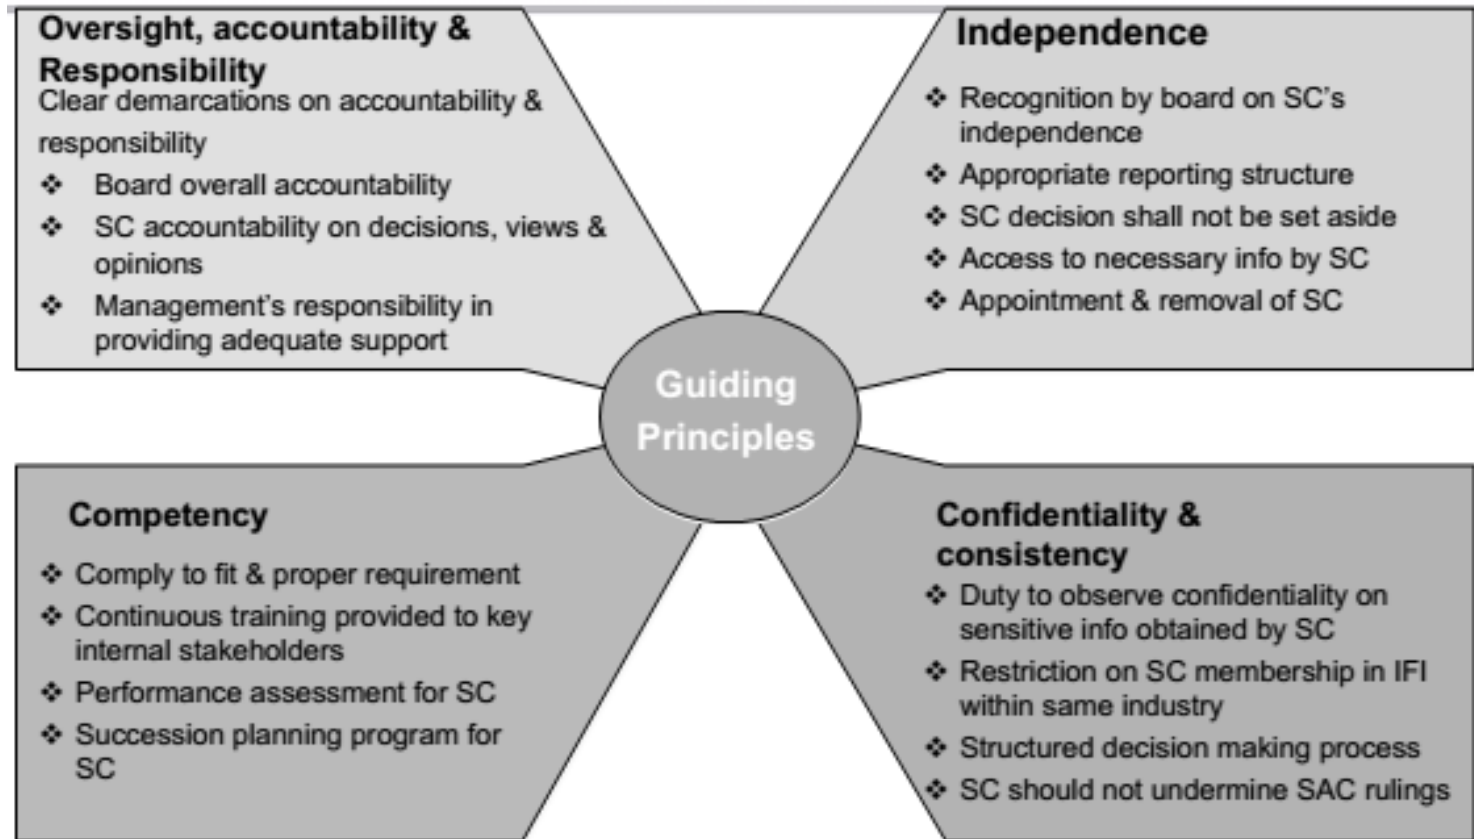 Oversight, accountability &
Responsibility
Clear demarcations on accountability &
responsibility
❖ Board overall accountability
❖ SC accountability on decisions, views &
opinions
❖ Management's responsibility in
providing adequate support
Independence
❖ Recognition by board on SC's
independence
❖ Appropriate reporting structure
❖ SC decision shall not be set aside
❖ Access to necessary info by SC
❖ Appointment & removal of SC
Guiding
Principles
Competency
❖ Comply to fit & proper requirement
❖ Continuous training provided to key
internal stakeholders
❖ Performance assessment for SC
❖ Succession planning program for
SC
Confidentiality &
consistency
❖ Duty to observe confidentiality on
sensitive info obtained by SC
❖ Restriction on SC membership in IFI
within same industry
❖ Structured decision making process
❖ SC should not undermine SAC rulings